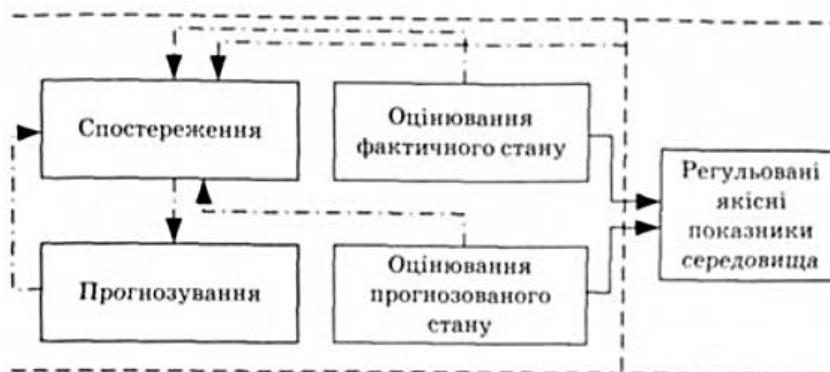 Спостереження
Оцінювання
фактичного стану
Регульовані
якісні
показники
середовища
Прогнозування
Оцінювання
прогнозованого
стану